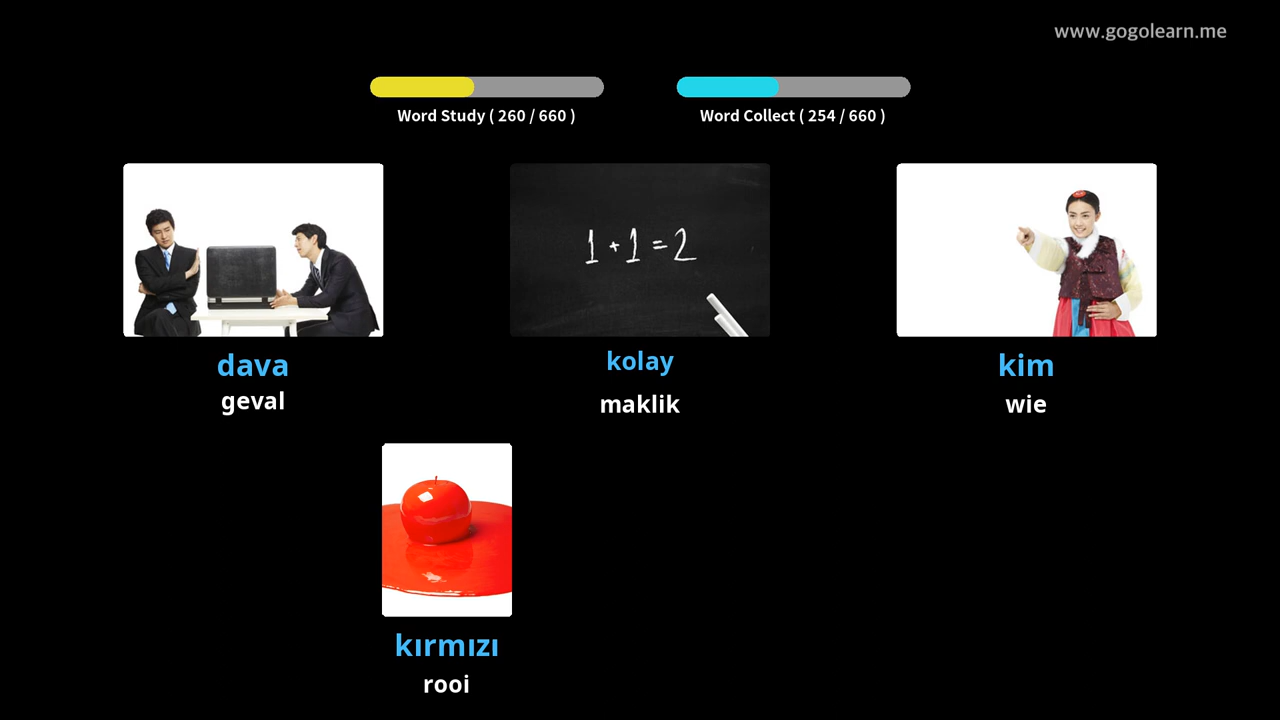 www.gogolearn.me
Word Study ( 260 / 660 )
Word Collect ( 254 / 660 )
1 + 1 = 2
dava
geval
kolay
maklik
kim
wie
kırmızı
rooi